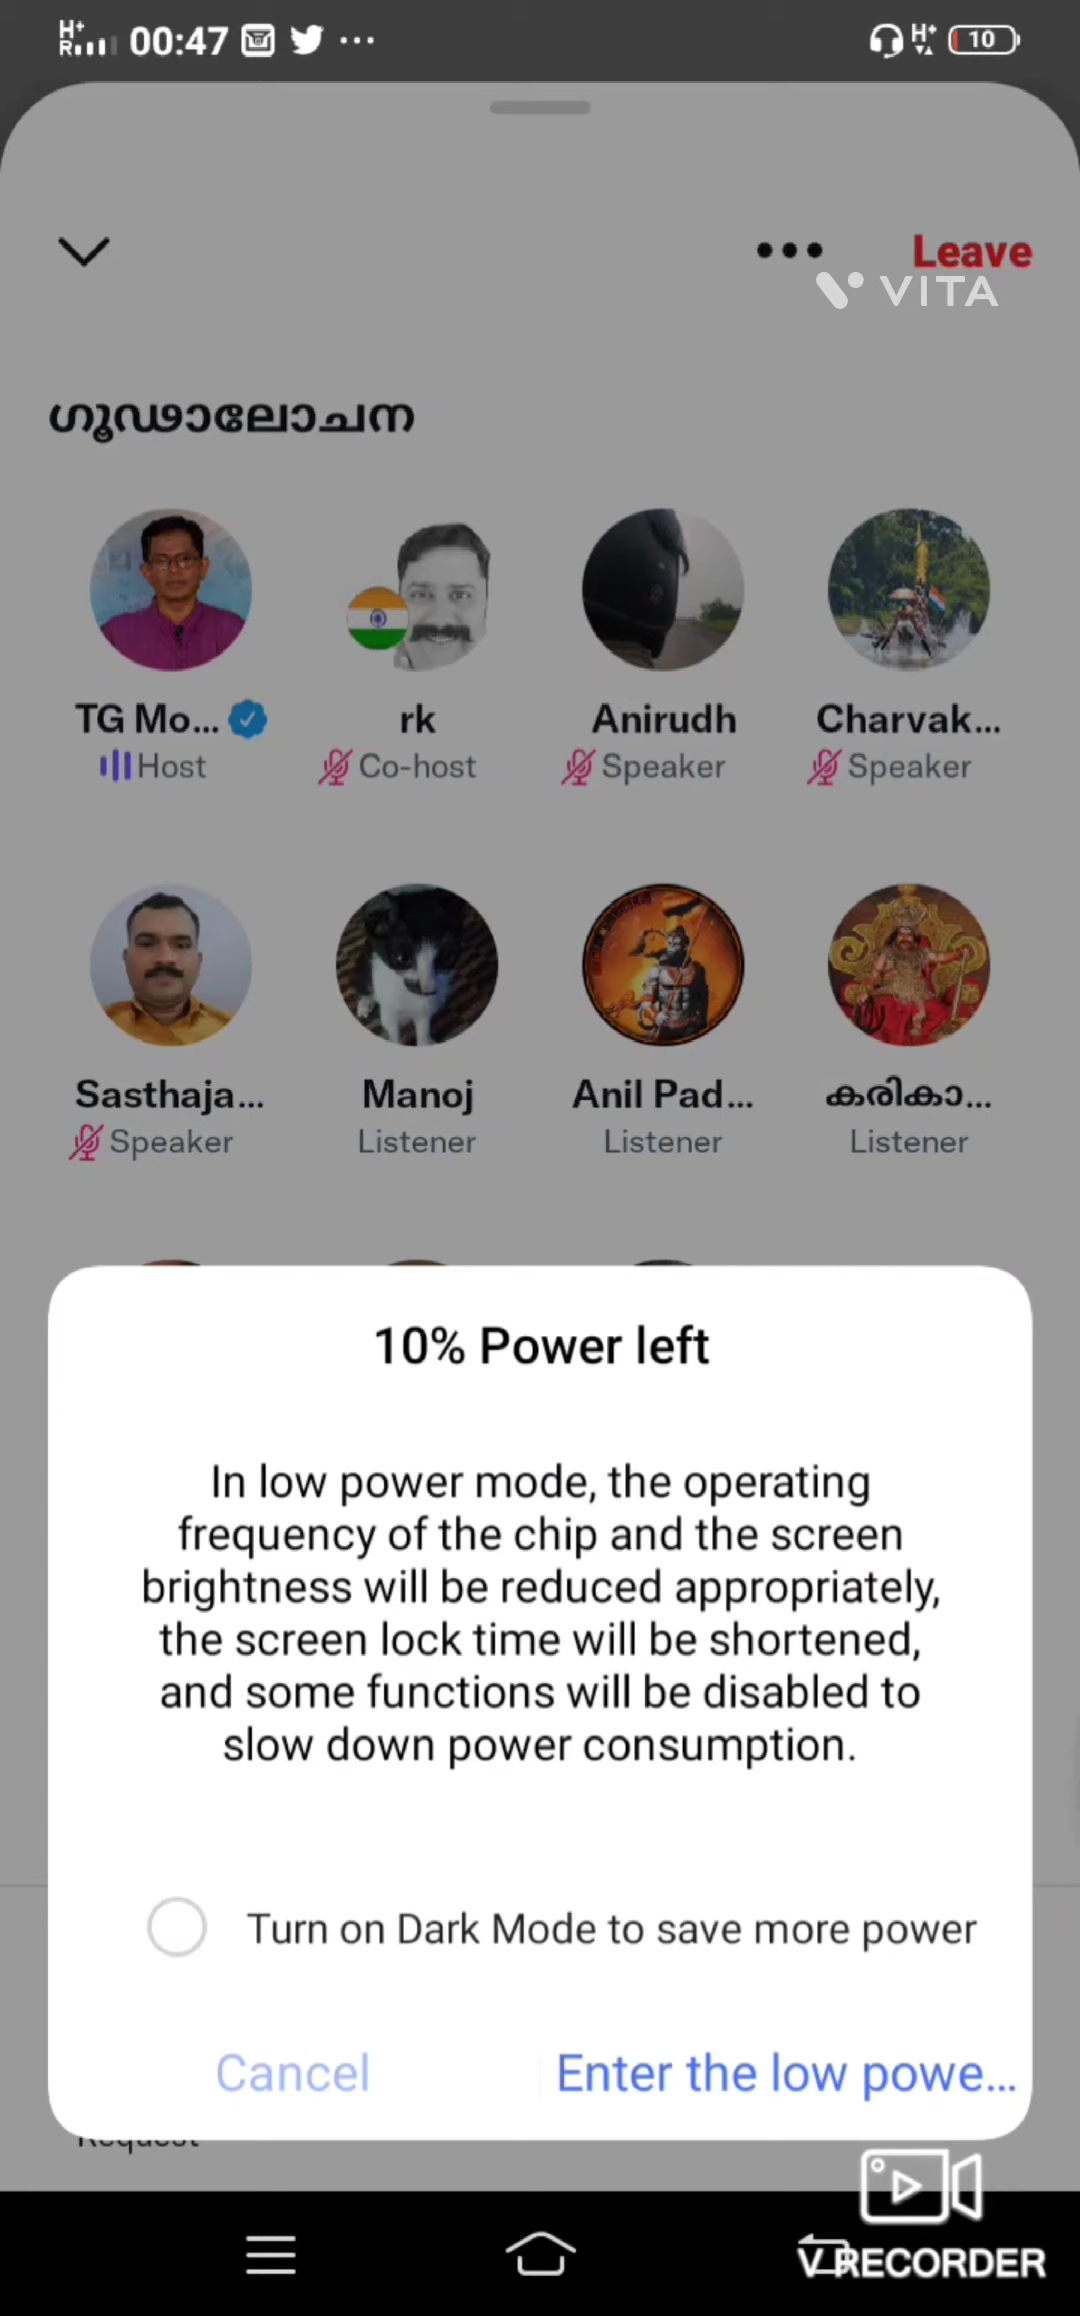 H+
R
00:47
H+
10
Leave
VITA
ഗൂഢാലോചന
TG Mo...
rk
Anirudh
Charvak...
Host
Co-host
Speaker
Speaker
Sasthaja...
Manoj
Anil Pad...
കരികാ...
Speaker
Listener
Listener
Listener
10% Power left
In low power mode, the operating
frequency of the chip and the screen
brightness will be reduced appropriately,
the screen lock time will be shortened,
and some functions will be disabled to
slow down power consumption.
Turn on Dark Mode to save more power
Cancel
Enter the low powe...
Request
V RECORDER